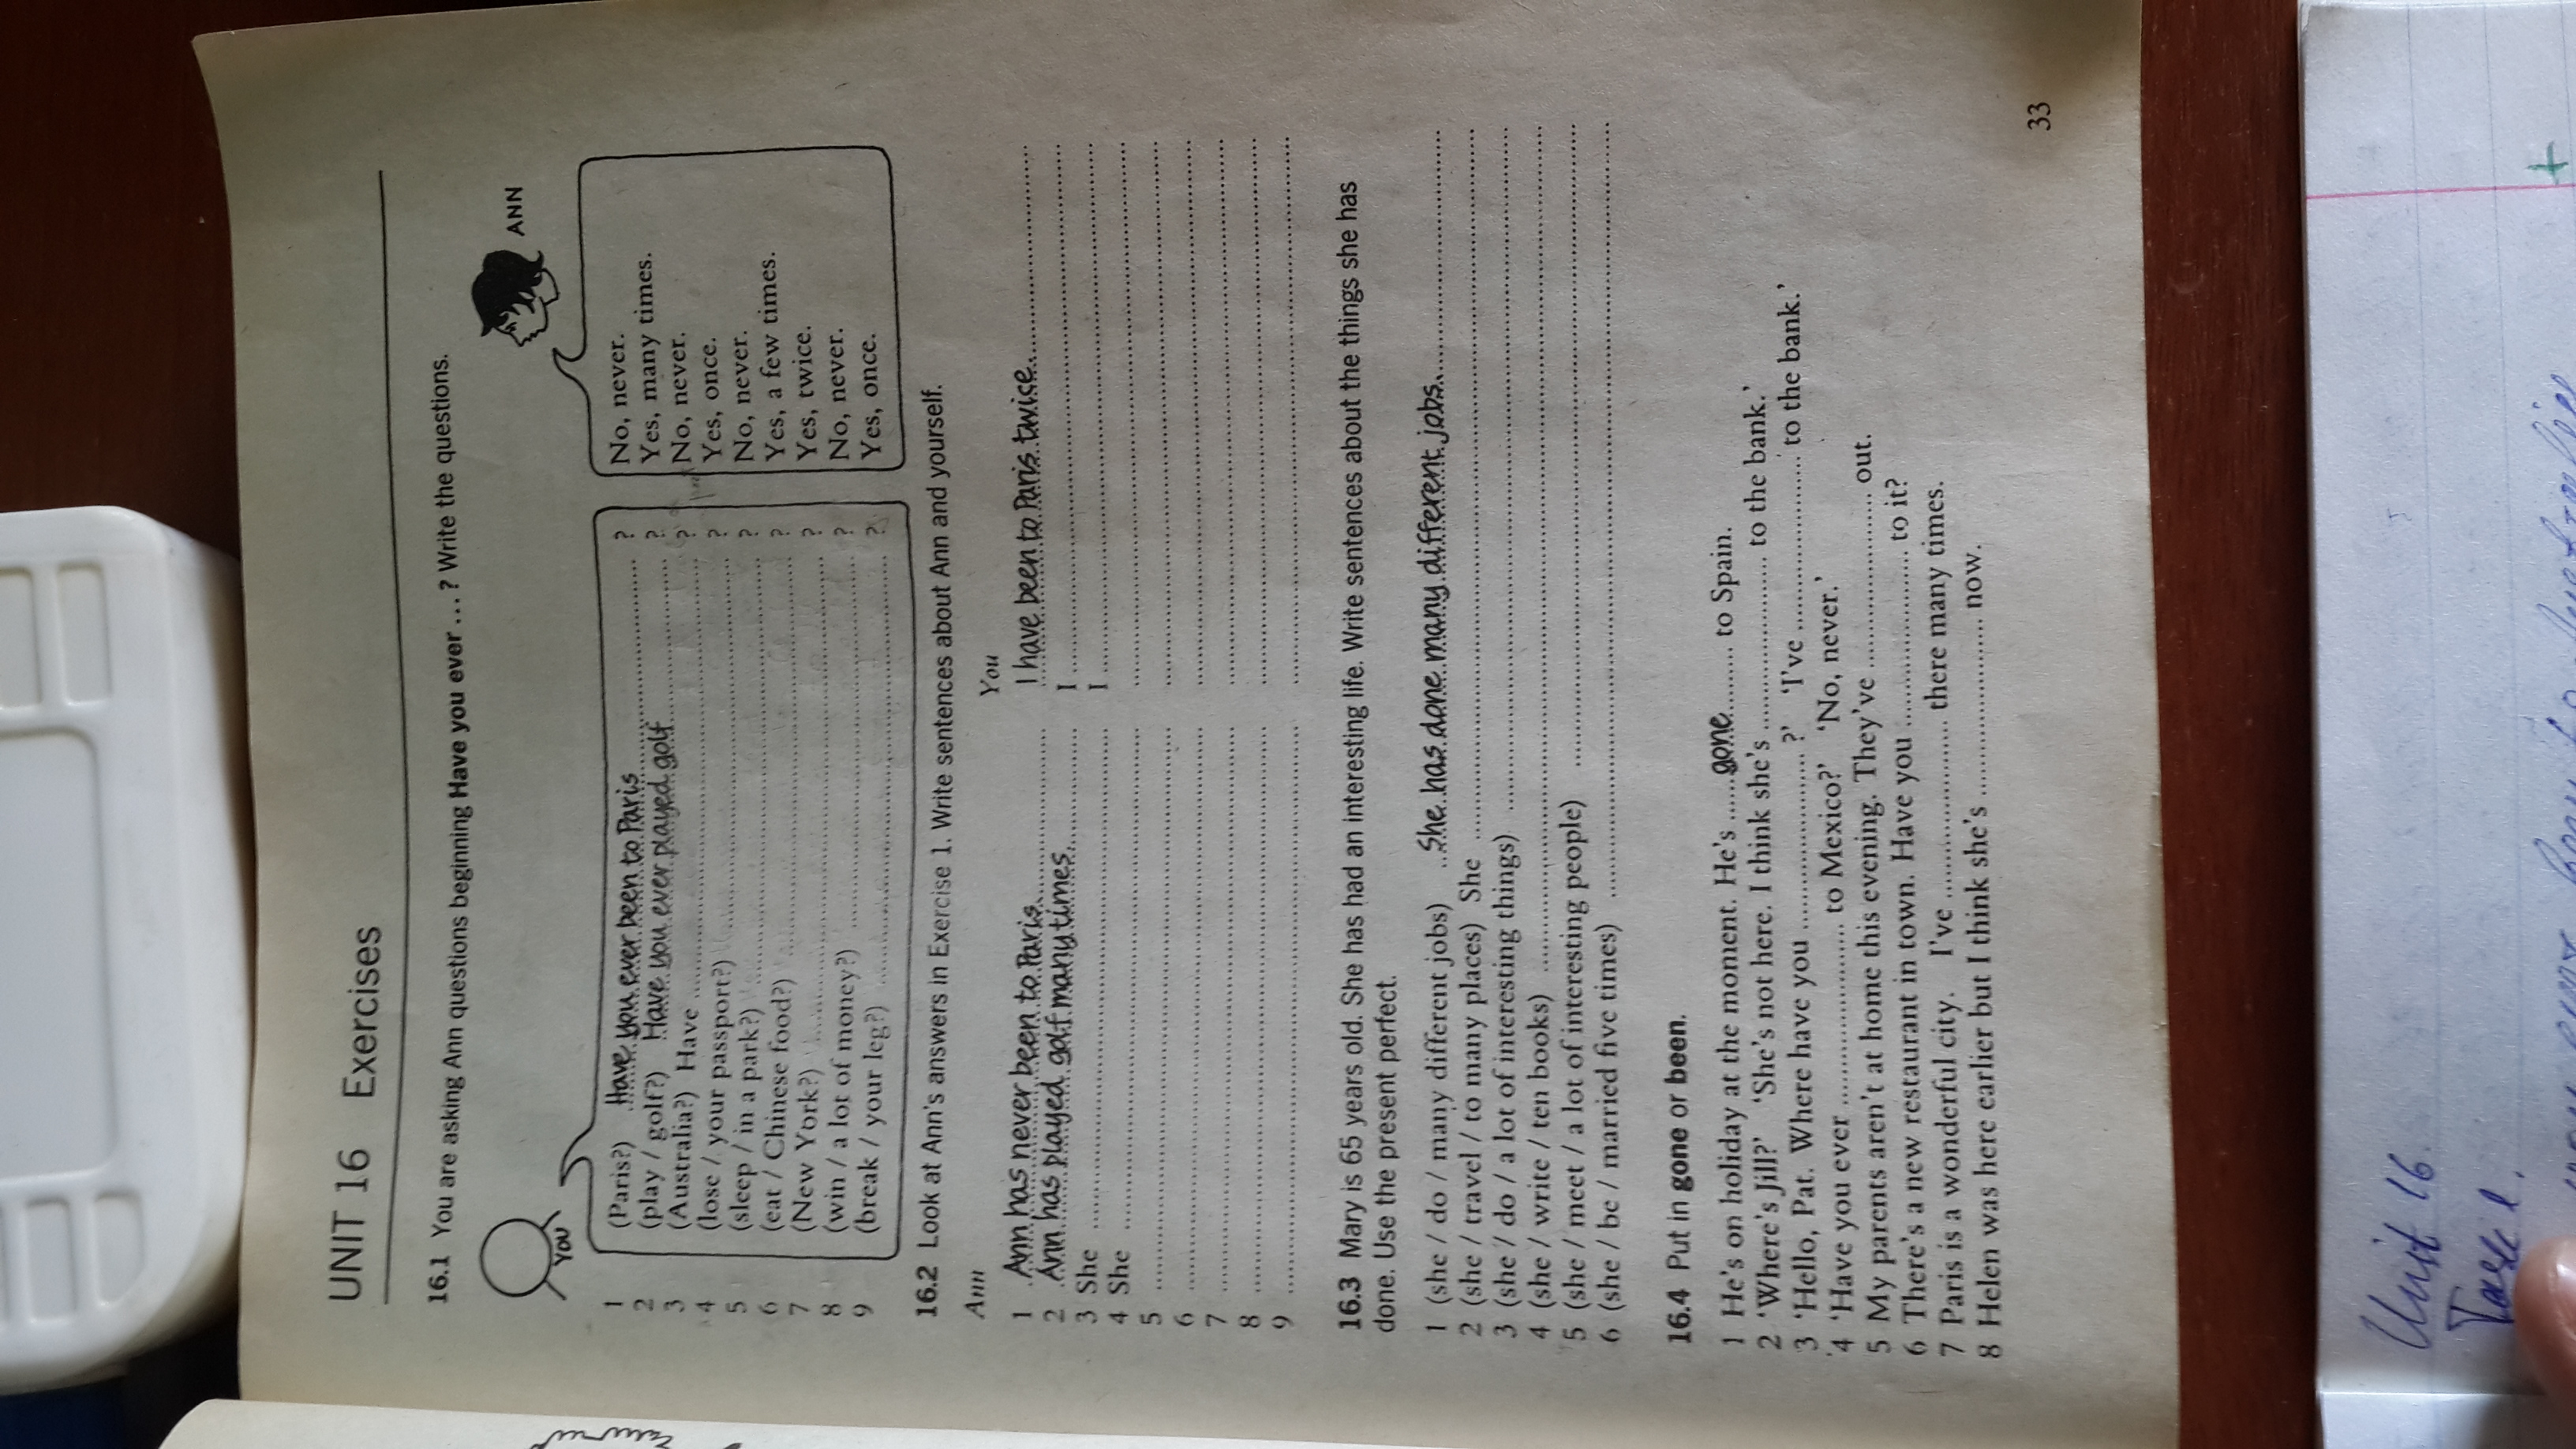 UNIT 16 Exercises
16.1 You are asking Ann questions beginning Have you ever ... ? Write the questions.
YOU
ANN
1 (Paris?) Have you ever been to Paris ? No, never.
2 (play / golf?) Have you ever played golf ? Yes, many times.
3 (Australia?) Have ? No, never.
4 (lose / your passport?) ? Yes, once.
5 (sleep / in a park?) ? No, never.
6 (eat / Chinese food?) ? Yes, a few times.
7 (New York?) ? Yes, twice.
8 (win / a lot of money?) ? No, never.
9 (break / your leg?) ? Yes, once.
16.2 Look at Ann's answers in Exercise 1. Write sentences about Ann and yourself.
Ann You
1 Ann has never been to Paris. I have been to Paris twice.
2 Ann has played golf many times. I
3 She I
4 She
5
6
7
8
9
16.3 Mary is 65 years old. She has had an interesting life. Write sentences about the things she has
done. Use the present perfect.
1 (she / do / many different jobs) She has done many different jobs.
2 (she / travel / to many places) She
3 (she / do / a lot of interesting things)
4 (she / write / ten books)
5 (she / meet / a lot of interesting people)
6 (she / be / married five times)
16.4 Put in gone or been.
1 He's on holiday at the moment. He's gone to Spain.
2 'Where's Jill?' 'She's not here. I think she's to the bank.'
3 'Hello, Pat. Where have you ?' 'I've to the bank.'
4 'Have you ever to Mexico?' 'No, never.'
5 My parents aren't at home this evening. They've out.
6 There's a new restaurant in town. Have you to it?
7 Paris is a wonderful city. I've there many times.
8 Helen was here earlier but I think she's now.
33
Unit 16.